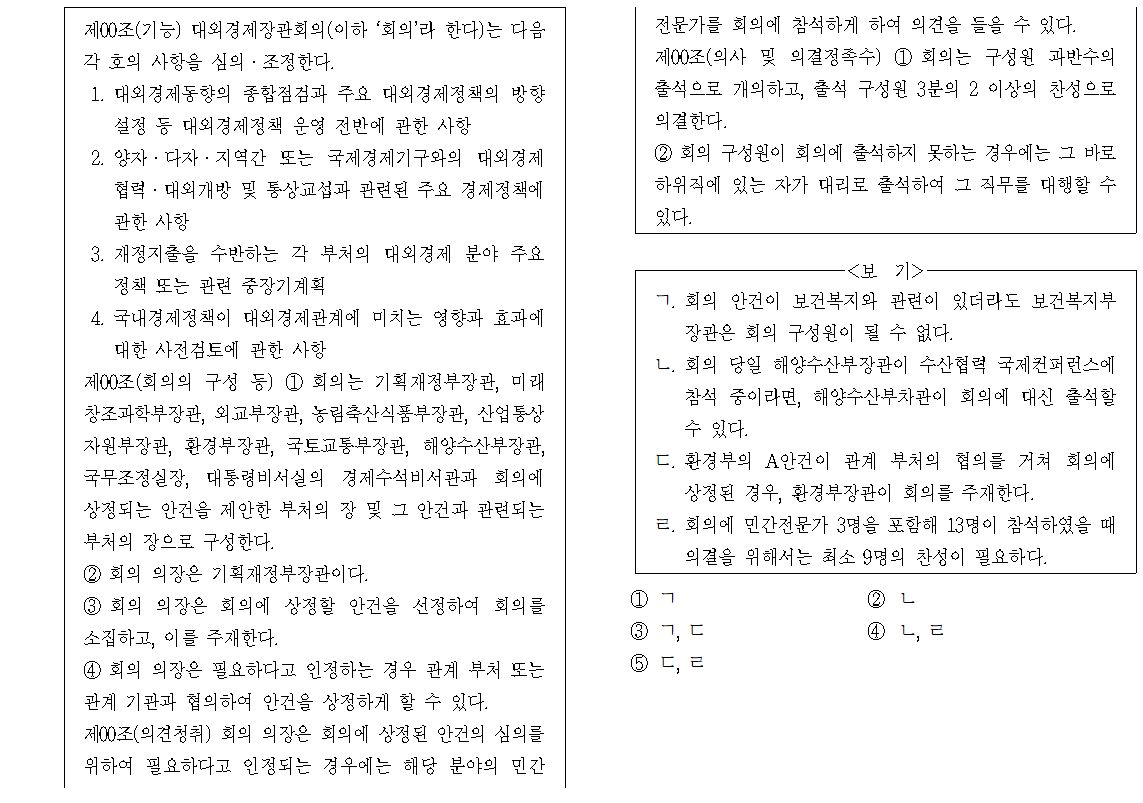 제00조(기능) 대외경제장관회의(이하 ‘회의’라 한다)는 다음
각 호의 사항을 심의·조정한다.
1. 대외경제동향의 종합점검과 주요 대외경제정책의 방향
설정 등 대외경제정책 운영 전반에 관한 사항
2. 양자·다자·지역간 또는 국제경제기구와의 대외경제
협력·대외개방 및 통상교섭과 관련된 주요 경제정책에
관한 사항
3. 재정지출을 수반하는 각 부처의 대외경제 분야 주요
정책 또는 관련 중장기계획
4. 국내경제정책이 대외경제관계에 미치는 영향과 효과에
대한 사전검토에 관한 사항
제00조(회의의 구성 등) ① 회의는 기획재정부장관, 미래
창조과학부장관, 외교부장관, 농림축산식품부장관, 산업통상
자원부장관, 환경부장관, 국토교통부장관, 해양수산부장관,
국무조정실장, 대통령비서실의 경제수석비서관과 회의에
상정되는 안건을 제안한 부처의 장 및 그 안건과 관련되는
부처의 장으로 구성한다.
② 회의 의장은 기획재정부장관이다.
③ 회의 의장은 회의에 상정할 안건을 선정하여 회의를
소집하고, 이를 주재한다.
④ 회의 의장은 필요하다고 인정하는 경우 관계 부처 또는
관계 기관과 협의하여 안건을 상정하게 할 수 있다.
제00조(의견청취) 회의 의장은 회의에 상정된 안건의 심의를
위하여 필요하다고 인정되는 경우에는 해당 분야의 민간
전문가를 회의에 참석하게 하여 의견을 들을 수 있다.
제00조(의사 및 의결정족수) ① 회의는 구성원 과반수의
출석으로 개의하고, 출석 구성원 3분의 2 이상의 찬성으로
의결한다.
② 회의 구성원이 회의에 출석하지 못하는 경우에는 그 바로
하위직에 있는 자가 대리로 출석하여 그 직무를 대행할 수
있다.
<보 기>
ㄱ. 회의 안건이 보건복지와 관련이 있더라도 보건복지부
장관은 회의 구성원이 될 수 없다.
ㄴ. 회의 당일 해양수산부장관이 수산협력 국제컨퍼런스에
참석 중이라면, 해양수산부차관이 회의에 대신 출석할
수 있다.
ㄷ. 환경부의 A안건이 관계 부처의 협의를 거쳐 회의에
상정된 경우, 환경부장관이 회의를 주재한다.
ㄹ. 회의에 민간전문가 3명을 포함해 13명이 참석하였을 때
의결을 위해서는 최소 9명의 찬성이 필요하다.
① ㄱ ② ㄴ
③ ㄱ, ㄷ ④ ㄴ, ㄹ
⑤ ㄷ, ㄹ